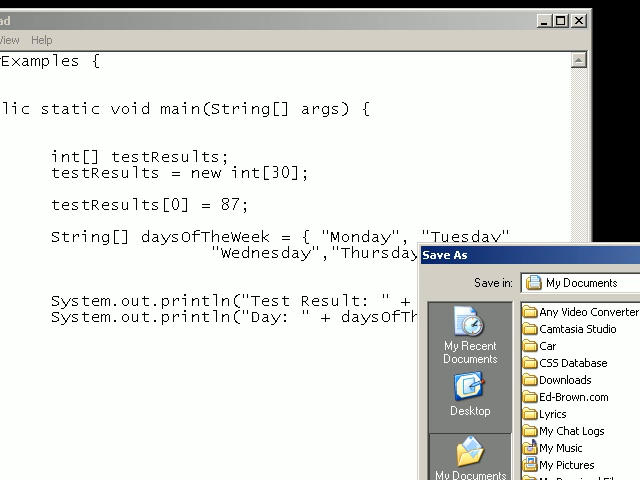 ad
View Help
Examples {
lic static void main(String[] args) {
int[] testResults;
testResults = new int[30];
testResults[0] = 87;
String[] daysOfTheWeek = { "Monday", "Tuesday"
"Wednesday","Thursday
System.out.println("Test Result: " +
System.out.println("Day: " + daysOfTh
Save As
Save in: My Documents
My Recent
Documents
Desktop
My Documents
Any Video Converter
Camtasia Studio
Car
CSS Database
Downloads
Ed-Brown.com
Lyrics
My Chat Logs
My Music
My Pictures